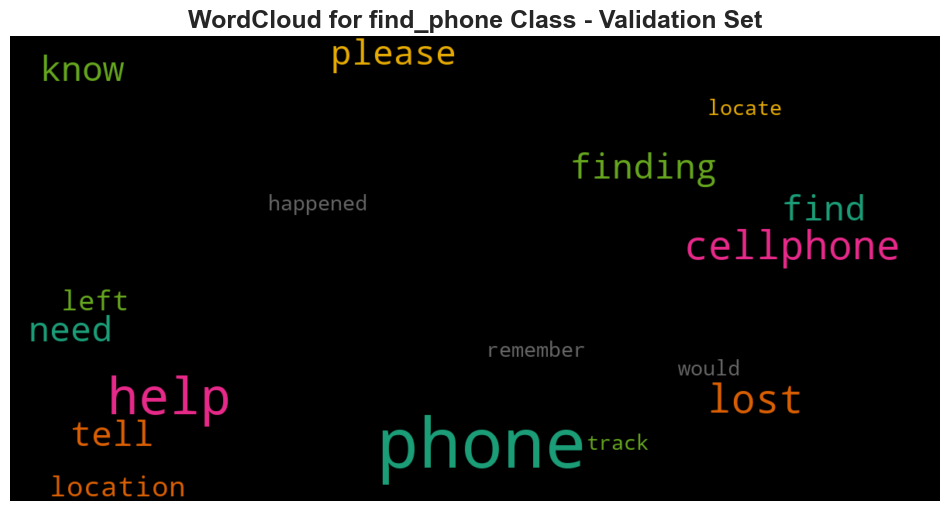 WordCloud for find_phone Class - Validation Set
please
know
locate
finding
happened
find
cellphone
left
need
remember
would
help
lost
tell
phone
track
location